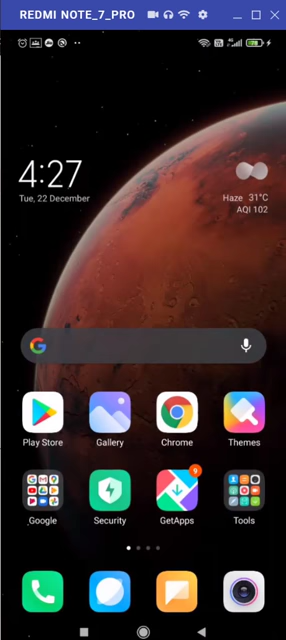 REDMI NOTE_7_PRO
4:27
Tue, 22 December
Haze 31°C
AQI 102
Play Store
Gallery
Chrome
Themes
Google
Security
9
GetApps
Tools